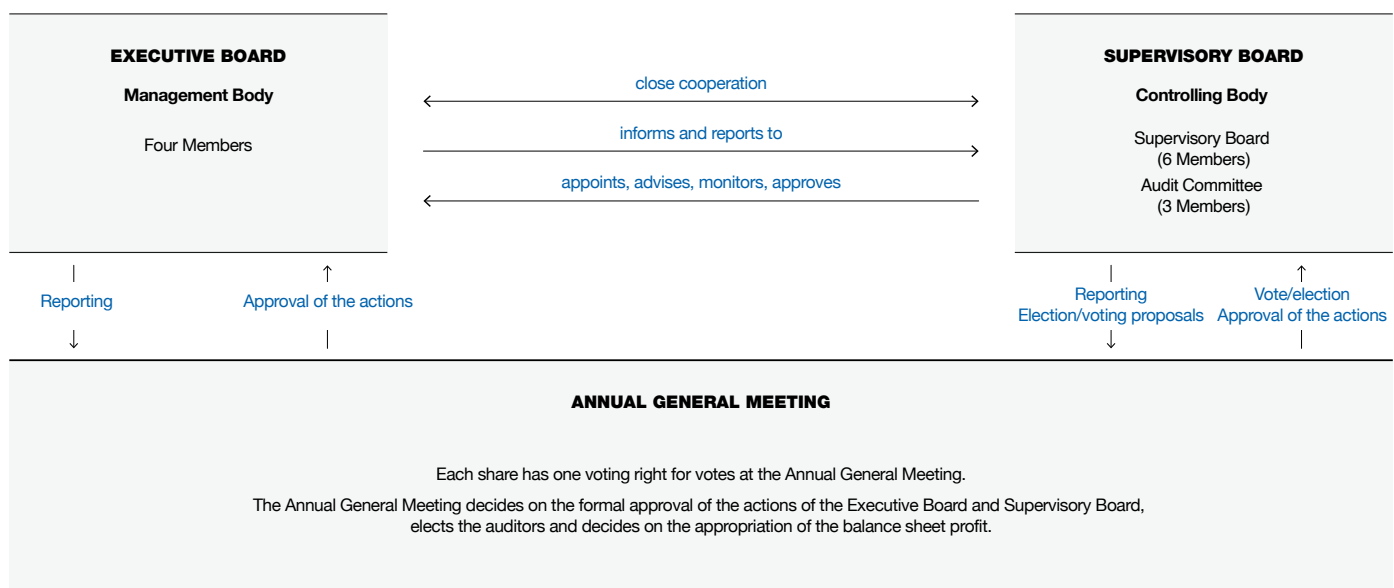 EXECUTIVE BOARD
Management Body
Four Members
close cooperation
informs and reports to
appoints, advises, monitors, approves
SUPERVISORY BOARD
Controlling Body
Supervisory Board
(6 Members)
Audit Committee
(3 Members)
Reporting
Approval of the actions
Reporting
Election/voting proposals
Vote/election
Approval of the actions
ANNUAL GENERAL MEETING
Each share has one voting right for votes at the Annual General Meeting.
The Annual General Meeting decides on the formal approval of the actions of the Executive Board and Supervisory Board,
elects the auditors and decides on the appropriation of the balance sheet profit.